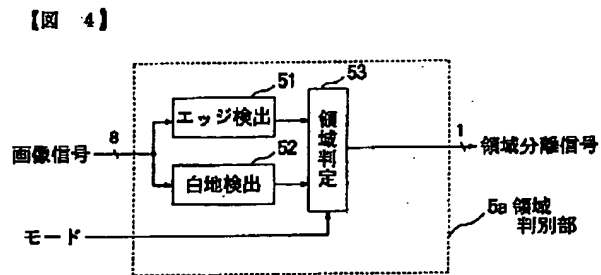 【図 4】
51
エッジ検出
53
領域判定
8
画像信号
52
白地検出
1
領域分離信号
モード
5a 領域
判別部